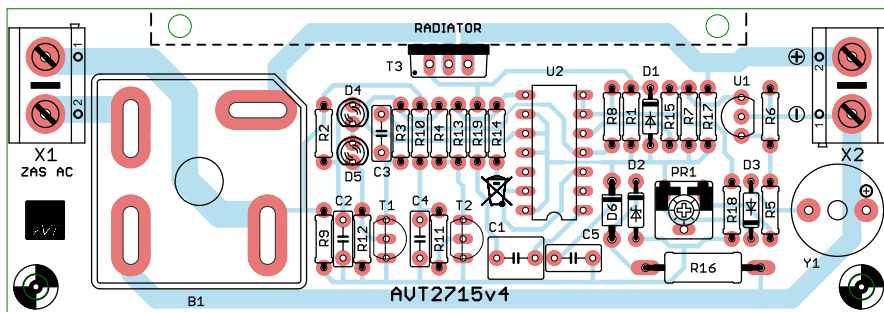 RADIATOR
T3
U2
D4
D1
U1
1
2
X1
ZAS AC
2
1
X2
R2
D5
C3
R3
R10
R4
R13
R14
R8
R1
R15
R7
R17
R6
D2
PR1
D3
C2
T1
C4
T2
C1
C5
R9
R12
R11
D6
R18
R5
R16
Y1
B1
AVT2715v4